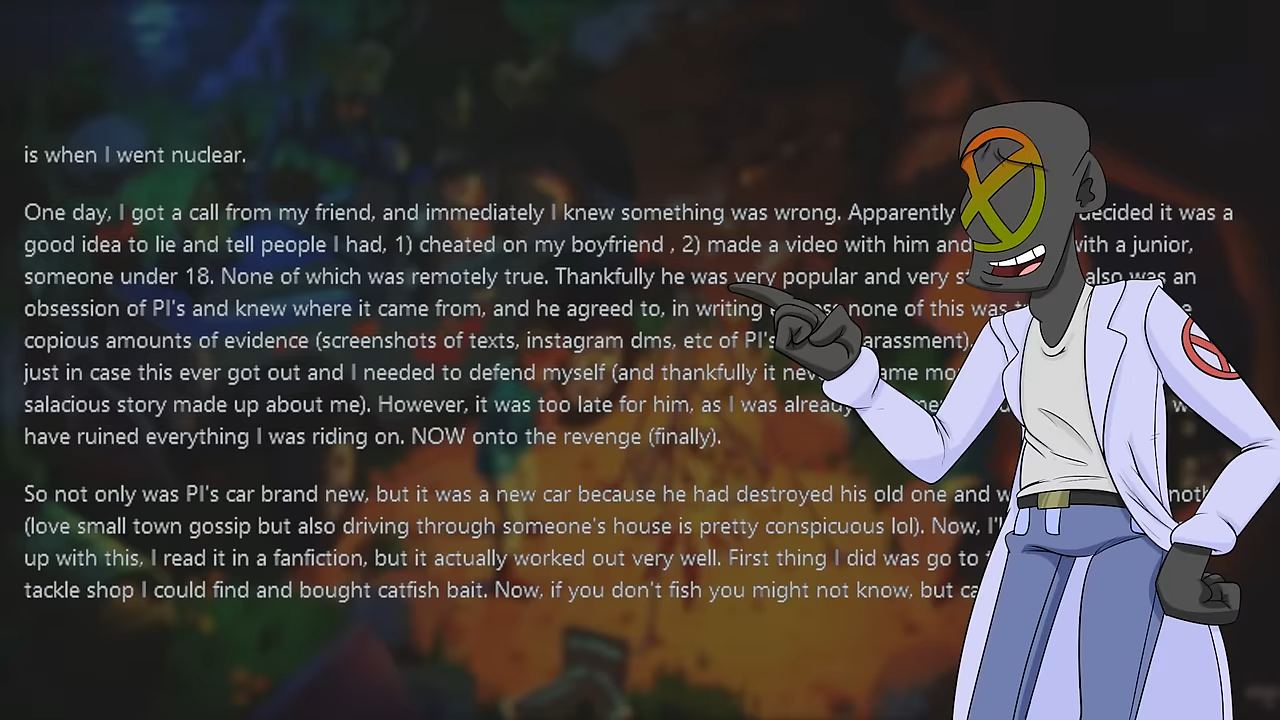 is when I went nuclear.
One day, I got a call from my friend, and immediately I knew something was wrong. Apparently decided it was a
good idea to lie and tell people I had, 1) cheated on my boyfriend , 2) made a video with him and with a junior,
someone under 18. None of which was remotely true. Thankfully he was very popular and very also was an
obsession of PI's and knew where it came from, and he agreed to, in writing none of this was
copious amounts of evidence (screenshots of texts, instagram dms, etc of PI's
just in case this ever got out and I needed to defend myself (and thankfully it
salacious story made up about me). However, it was too late for him, as I was already
have ruined everything I was riding on. NOW onto the revenge (finally).
So not only was PI's car brand new, but it was a new car because he had destroyed his old one and
(love small town gossip but also driving through someone's house is pretty conspicuous lol). Now,
up with this, I read it in a fanfiction, but it actually worked out very well. First thing I did was go to
tackle shop I could find and bought catfish bait. Now, if you don't fish you might not know, but